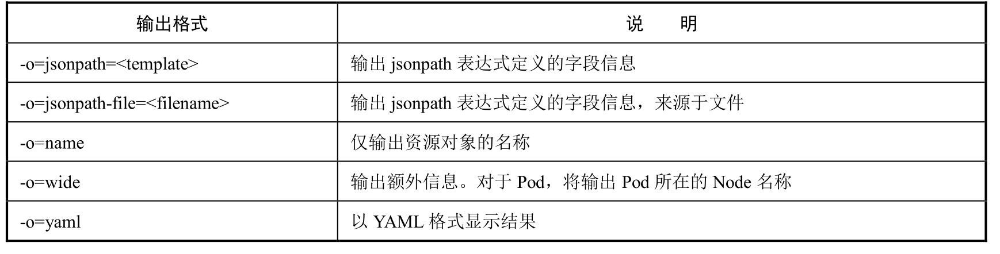 输出格式 说 明
-o=jsonpath=<template> 输出 jsonpath 表达式定义的字段信息
-o=jsonpath-file=<filename> 输出 jsonpath 表达式定义的字段信息，来源于文件
-o=name 仅输出资源对象的名称
-o=wide 输出额外信息。对于 Pod，将输出 Pod 所在的 Node 名称
-o=yaml 以 YAML 格式显示结果